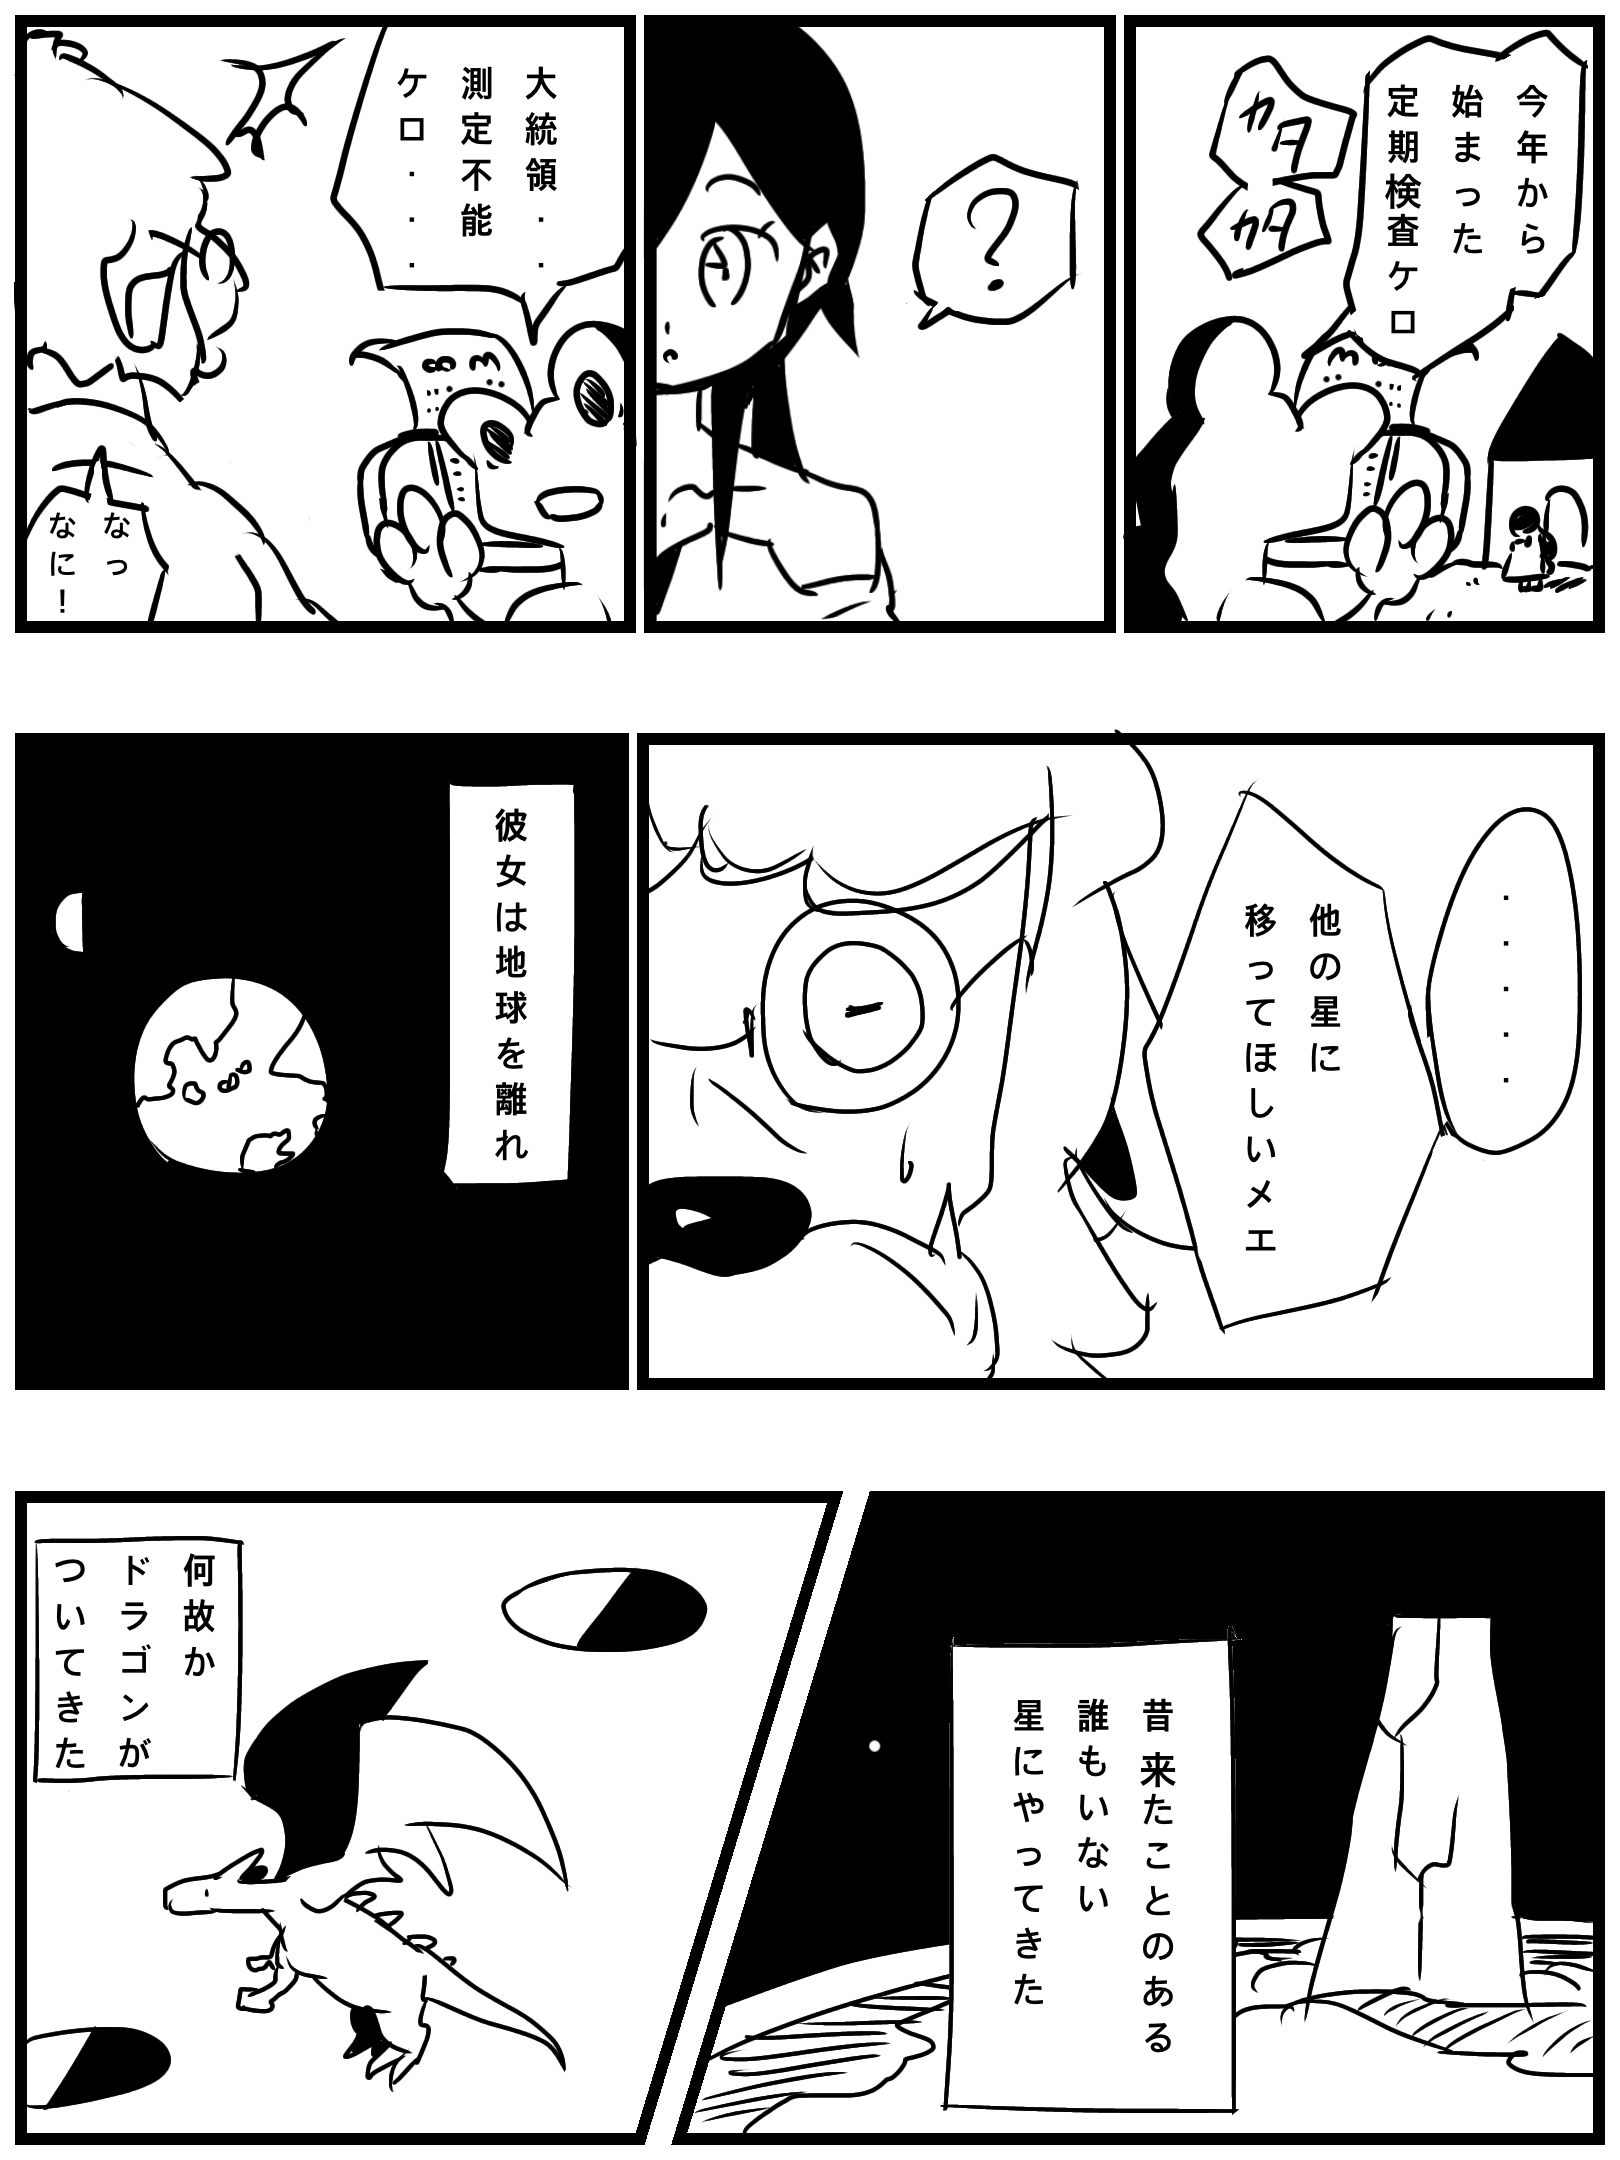 今年から
始まった
定期検査ケロ
カタ
カタ
?
大統領・・
測定不能
ケロ・・・
なっ
なに!
・・・・・
他の星に
移ってほしいメエ
彼女は地球を離れ
昔来たことのある
誰もいない
星にやってきた
何故か
ドラゴンが
ついてきた